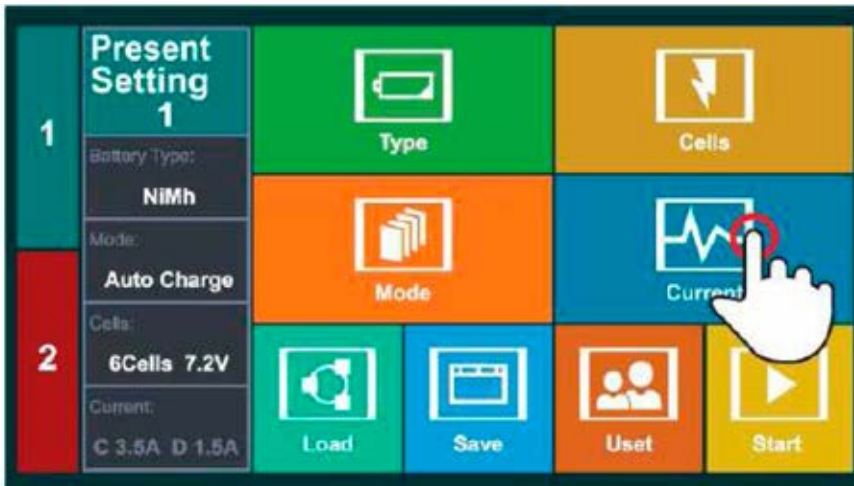 1
2
Present
Setting
1
Battery Type:
NiMh
Mode:
Auto Charge
Cells:
6Cells 7.2V
Current:
C 3.5A D 1.5A
Type
Cells
Mode
Current
Load
Save
Uset
Start